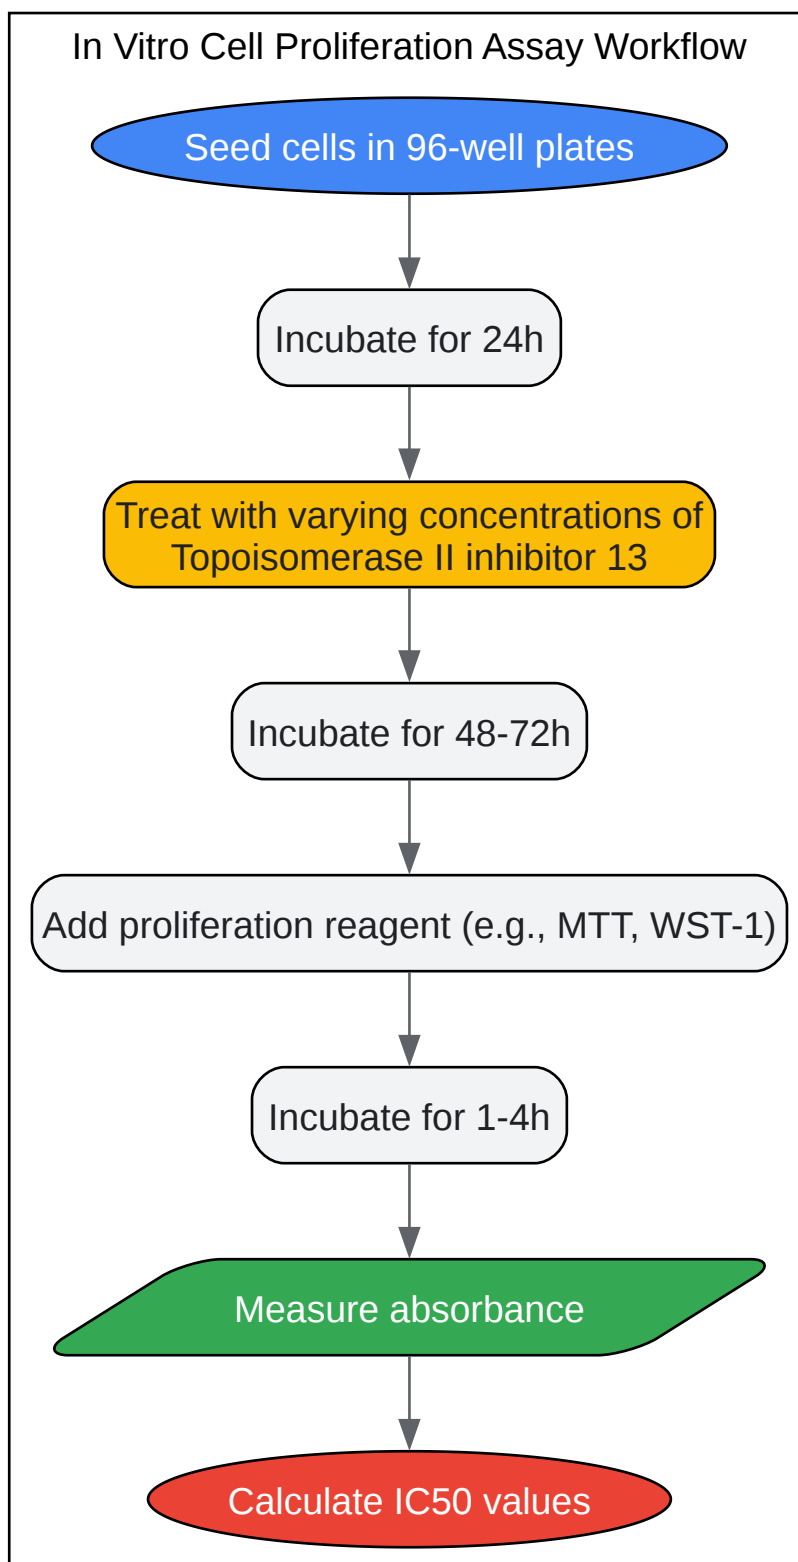 In Vitro Cell Proliferation Assay Workflow
Seed cells in 96-well plates
Incubate for 24h
Treat with varying concentrations of
Topoisomerase II inhibitor 13
Incubate for 48-72h
Add proliferation reagent (e.g., MTT, WST-1)
Incubate for 1-4h
Measure absorbance
Calculate IC50 values